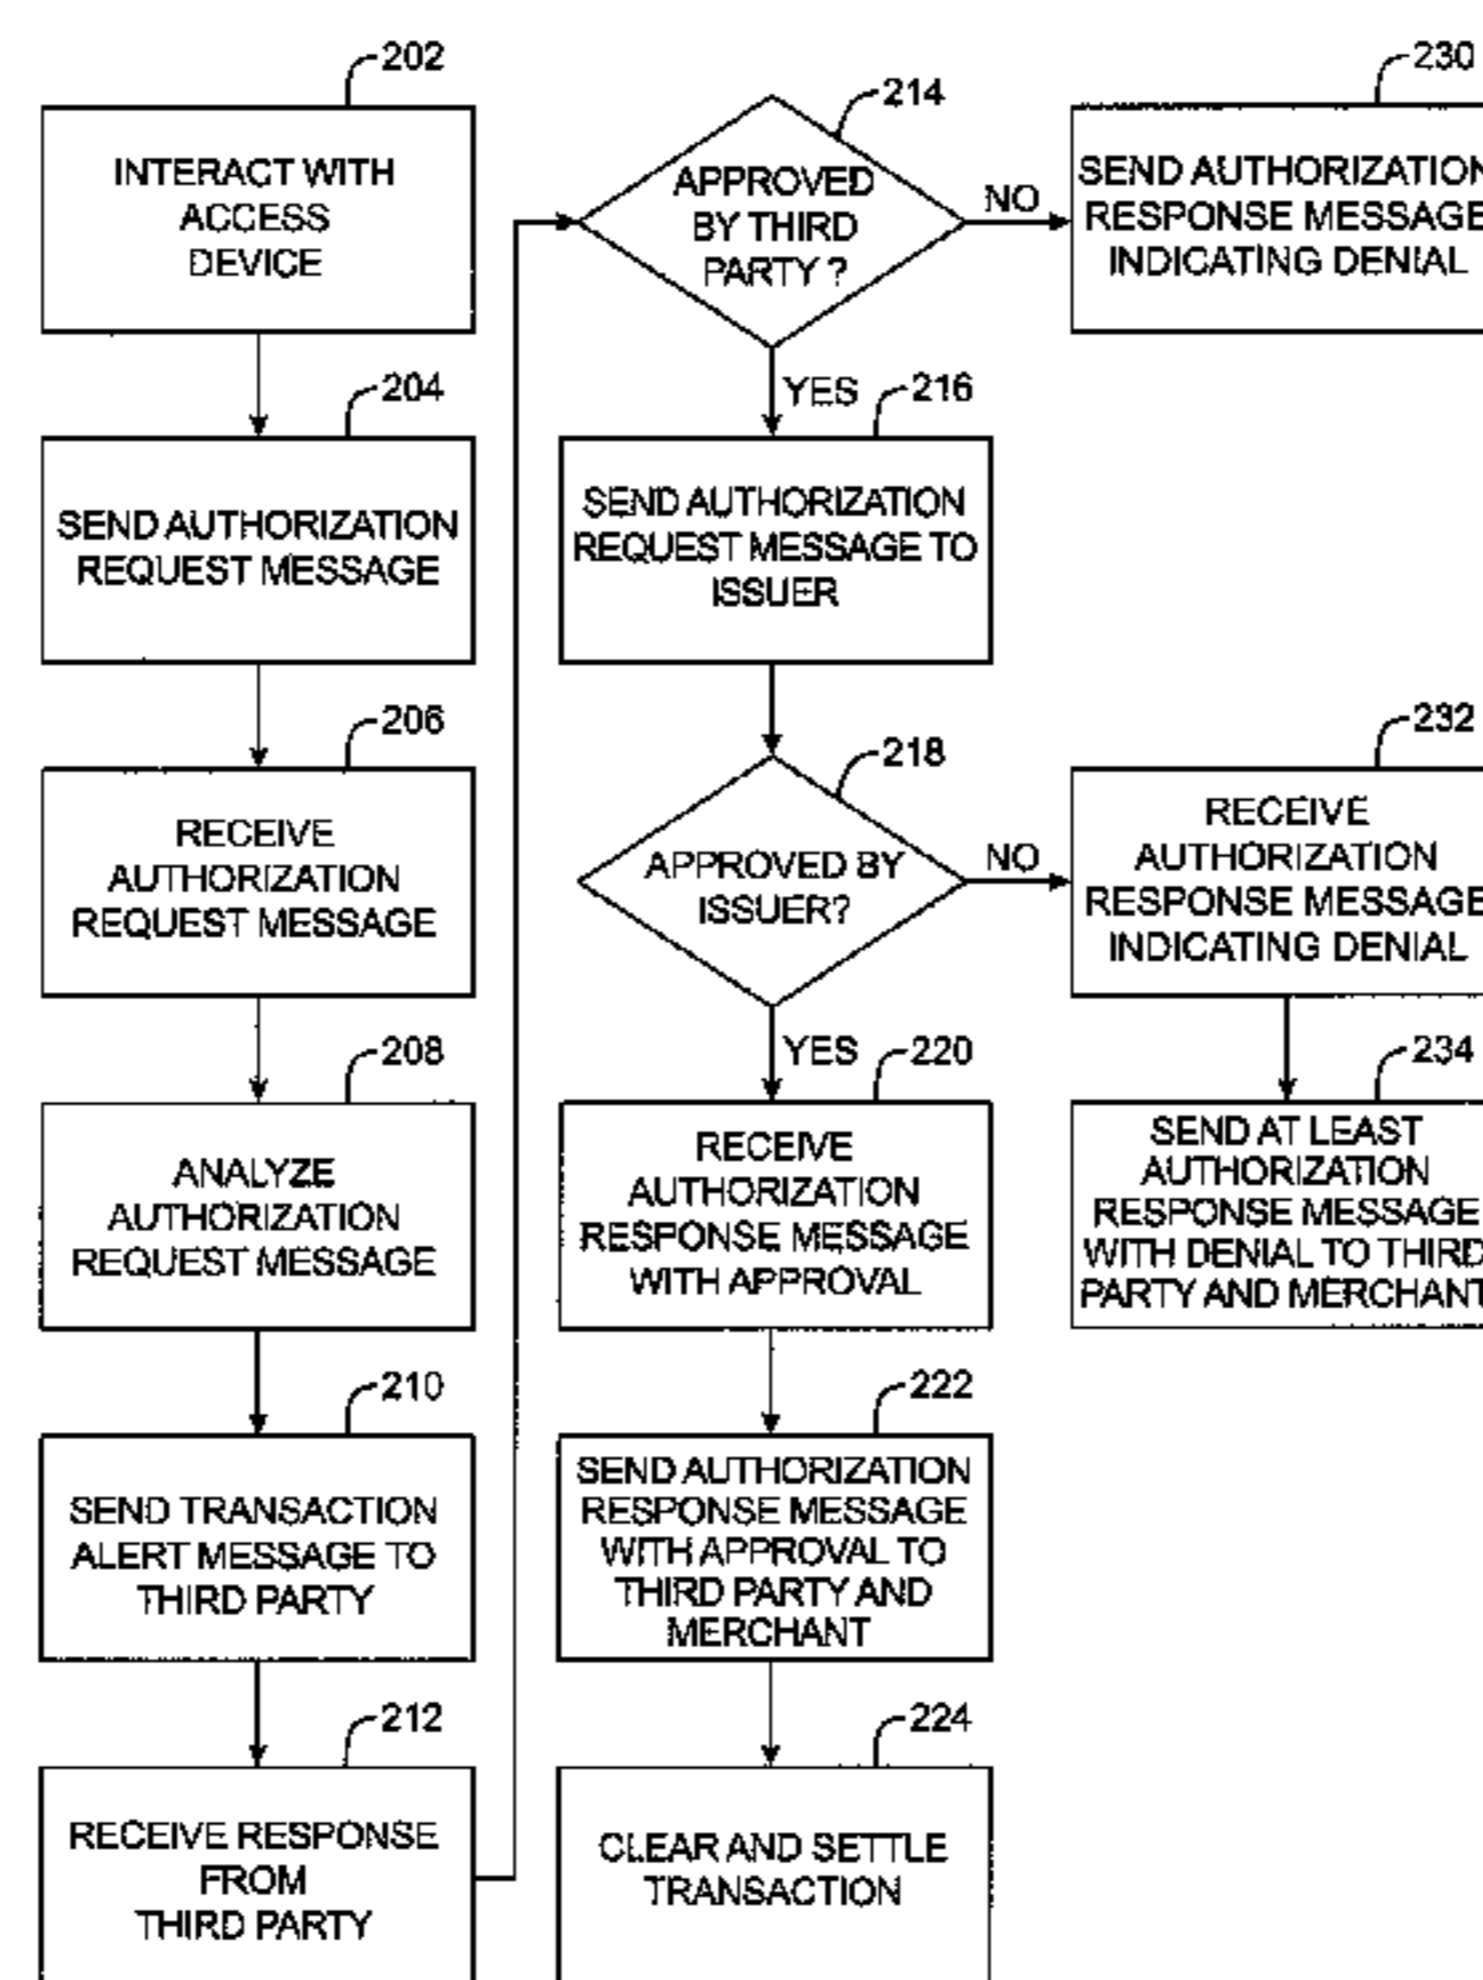 202
INTERACT WITH
ACCESS
DEVICE
204
SEND AUTHORIZATION
REQUEST MESSAGE
206
RECEIVE
AUTHORIZATION
REQUEST MESSAGE
208
ANALYZE
AUTHORIZATION
REQUEST MESSAGE
210
SEND TRANSACTION
ALERT MESSAGE TO
THIRD PARTY
212
RECEIVE RESPONSE
FROM
THIRD PARTY
214
APPROVED
BY THIRD
PARTY ?
NO
YES
216
SEND AUTHORIZATION
REQUEST MESSAGE TO
ISSUER
218
APPROVED BY
ISSUER?
NO
YES
220
RECEIVE
AUTHORIZATION
RESPONSE MESSAGE
WITH APPROVAL
222
SEND AUTHORIZATION
RESPONSE MESSAGE
WITH APPROVAL TO
THIRD PARTY AND
MERCHANT
224
CLEAR AND SETTLE
TRANSACTION
230
SEND AUTHORIZATION
RESPONSE MESSAGE
INDICATING DENIAL
232
RECEIVE
AUTHORIZATION
RESPONSE MESSAGE
INDICATING DENIAL
234
SEND AT LEAST
AUTHORIZATION
RESPONSE MESSAGE
WITH DENIAL TO THIRD
PARTY AND MERCHANT